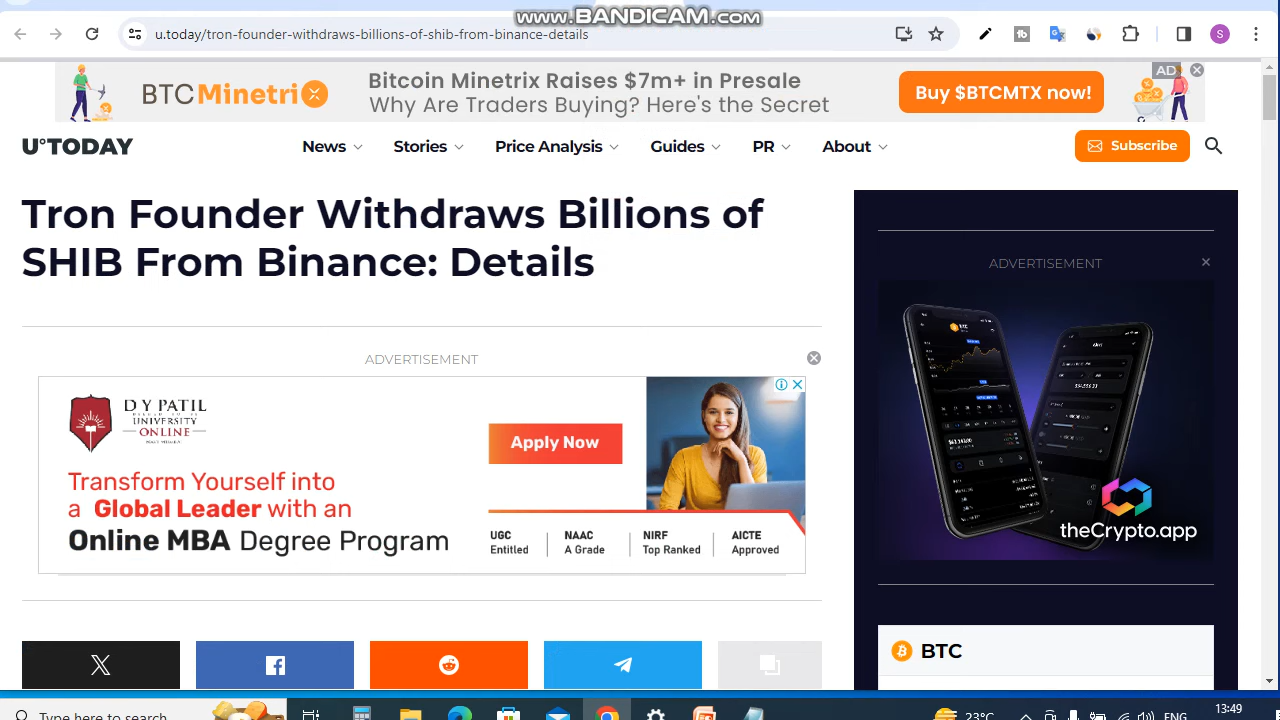 www.BANDICAM.com
u.today/tron-founder-withdraws-billions-of-shib-from-binance-details
S
BTC Minetrix
Bitcoin Minetrix Raises $7m+ in Presale
Why Are Traders Buying? Here's the Secret
Buy $BTCMTX now!
AD
U°TODAY
News
Stories
Price Analysis
Guides
PR
About
Subscribe
Tron Founder Withdraws Billions of
SHIB From Binance: Details
ADVERTISEMENT
D Y PATIL
UNIVERSITY
ONLINE
Transform Yourself into
a Global Leader with an
Online MBA Degree Program
Apply Now
UGC
Entitled
NAAC
A Grade
NIRF
Top Ranked
AICTE
Approved
ADVERTISEMENT
theCrypto.app
BTC
Type here to search
23°C
ENG
13:49